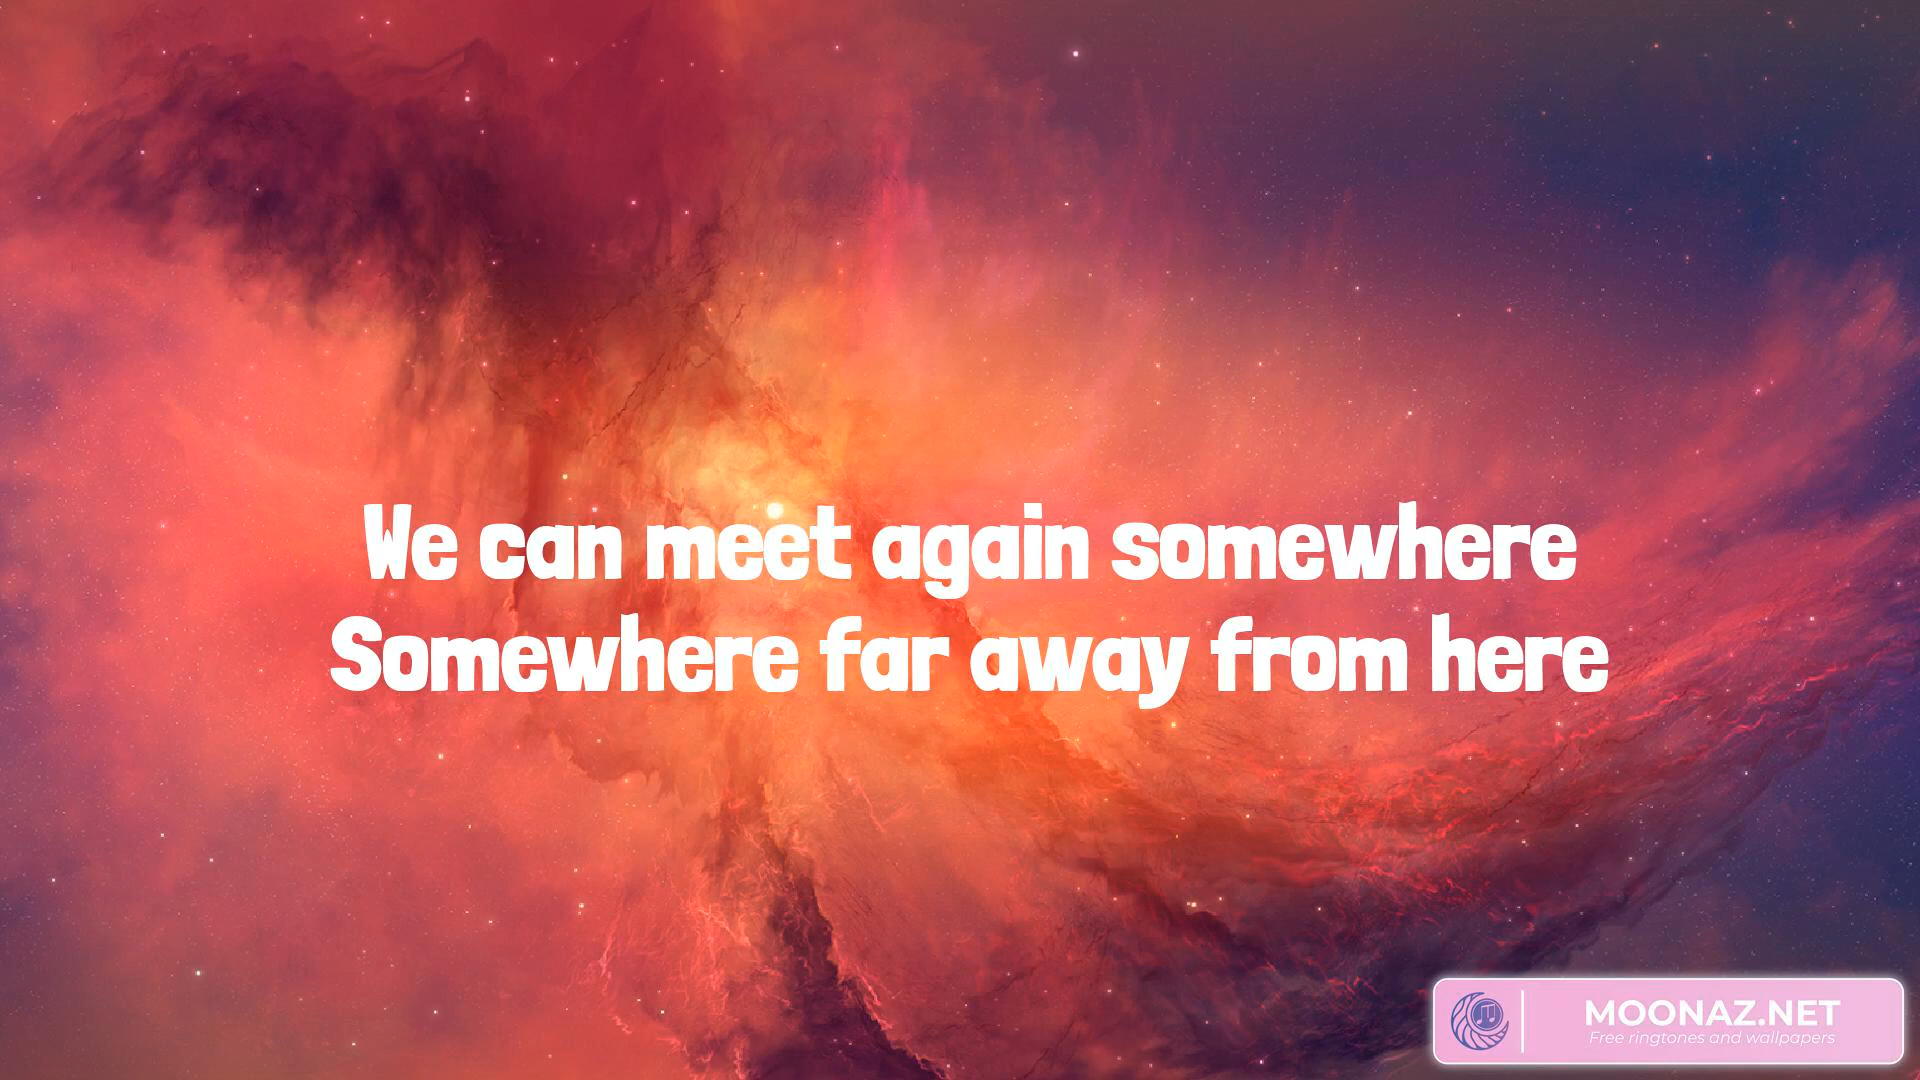 We can meet again somewhere
Somewhere far away from here
MOONAZ.NET
Free ringtones and wallpapers